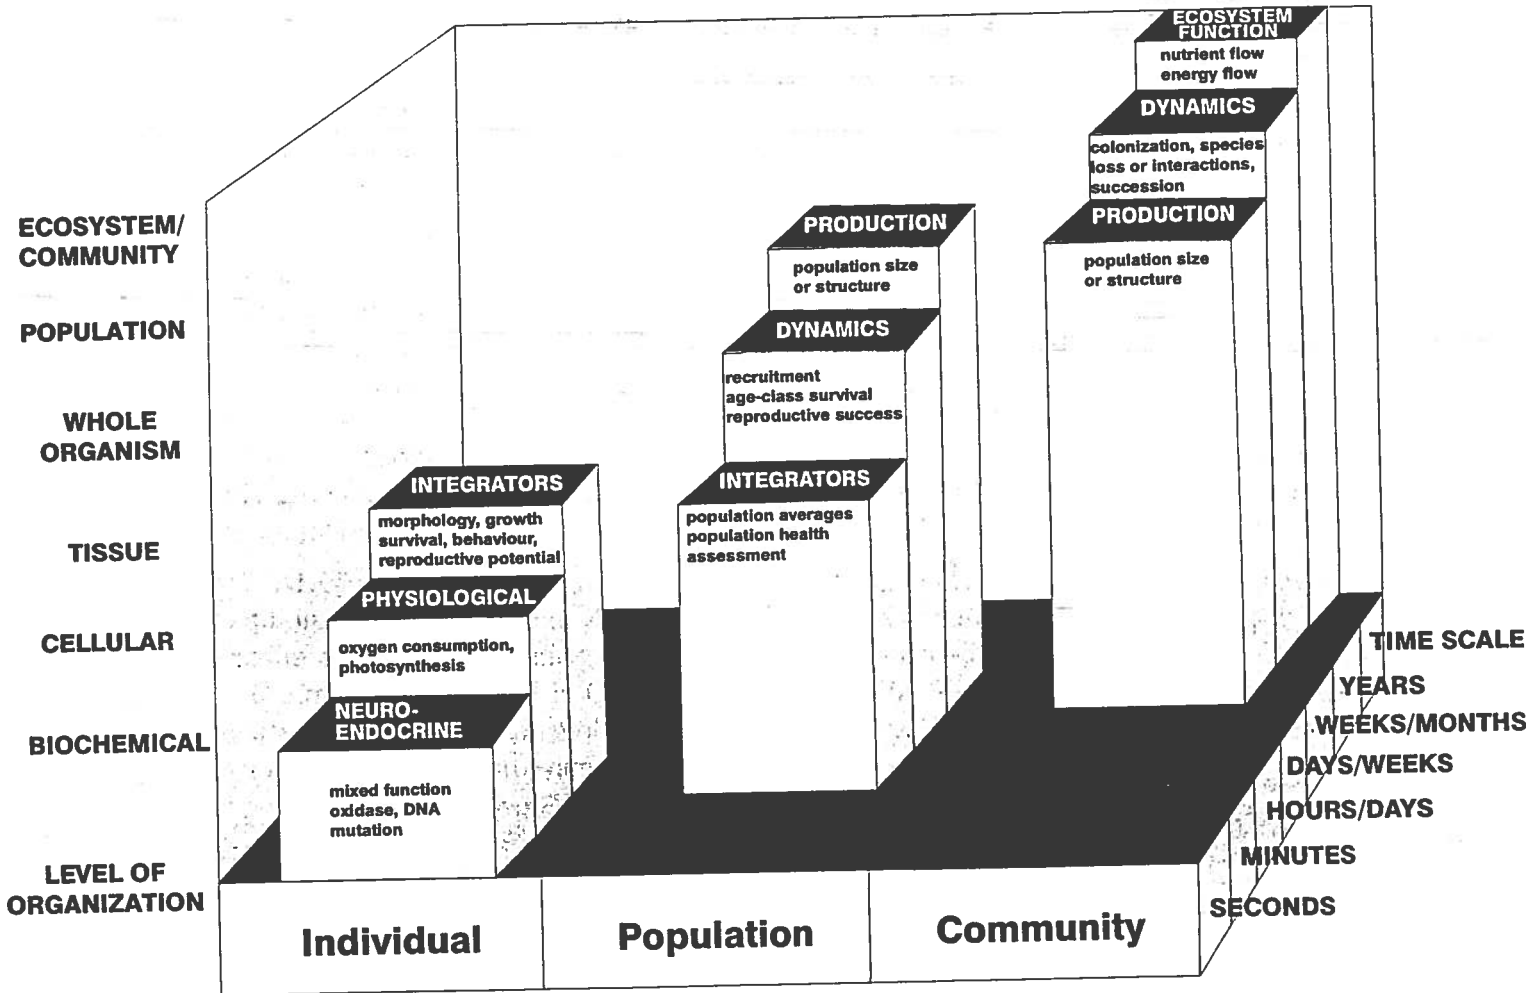 ECOSYSTEM
FUNCTION
nutrient flow
energy flow
DYNAMICS
colonization, species
loss or interactions,
succession
PRODUCTION
population size
or structure
PRODUCTION
population size
or structure
DYNAMICS
recruitment
age-class survival
reproductive success
INTEGRATORS
population averages
population health
assessment
INTEGRATORS
morphology, growth
survival, behaviour,
reproductive potential
PHYSIOLOGICAL
oxygen consumption,
photosynthesis
NEURO-
ENDOCRINE
mixed function
oxidase, DNA
mutation
ECOSYSTEM/
COMMUNITY
POPULATION
WHOLE
ORGANISM
TISSUE
CELLULAR
BIOCHEMICAL
LEVEL OF
ORGANIZATION
TIME SCALE
YEARS
WEEKS/MONTHS
DAYS/WEEKS
HOURS/DAYS
MINUTES
SECONDS
Individual
Population
Community